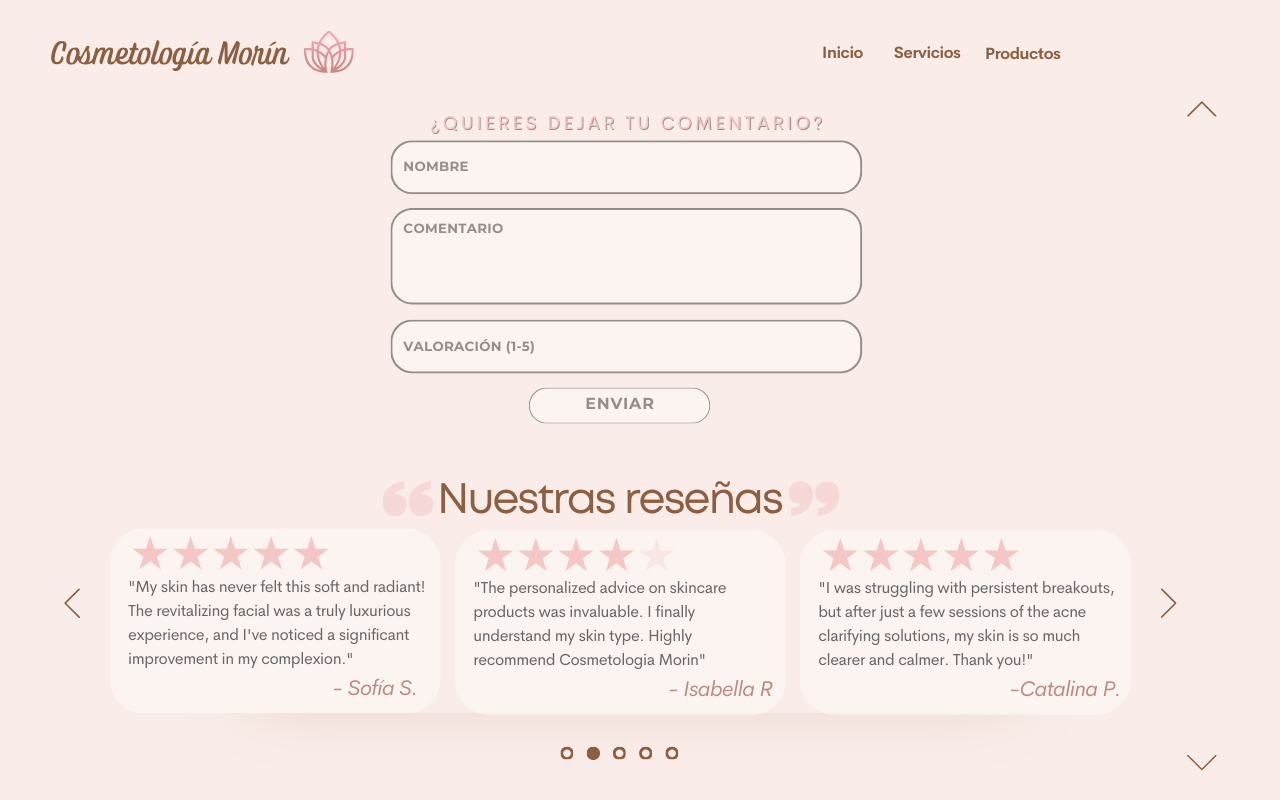 Cosmetología Morín
Inicio
Servicios
Productos
¿QUIERES DEJAR TU COMENTARIO?
NOMBRE
COMENTARIO
VALORACIÓN (1-5)
ENVIAR
“Nuestras reseñas”
"My skin has never felt this soft and radiant!
The revitalizing facial was a truly luxurious
experience, and I've noticed a significant
improvement in my complexion."
- Sofía S.
"The personalized advice on skincare
products was invaluable. I finally
understand my skin type. Highly
recommend Cosmetologia Morin"
- Isabella R
"I was struggling with persistent breakouts,
but after just a few sessions of the acne
clarifying solutions, my skin is so much
clearer and calmer. Thank you!"
-Catalina P.